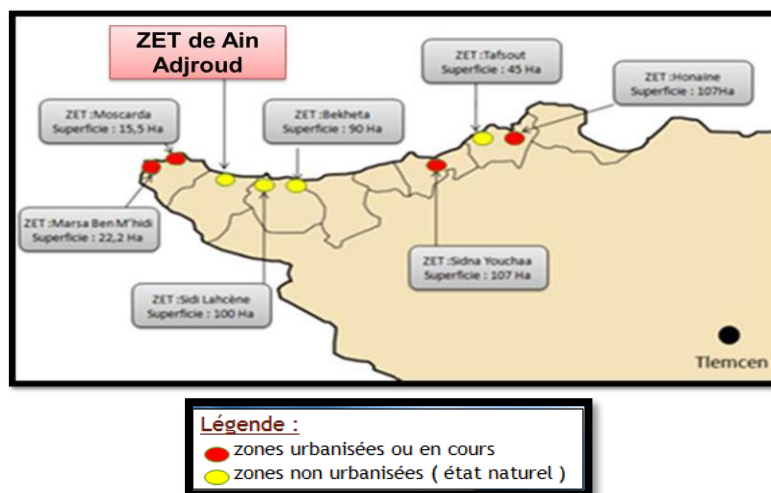 ZET de Ain
Adjroud
ZET :Tafsout
Superficie : 45 Ha
ZET :Honaine
Superficie : 107Ha
ZET :Moscarda
Superficie : 15,5 Ha
ZET :Bekheta
Superficie : 90 Ha
ZET :Marsa Ben M'hidi
Superficie : 22,2 Ha
ZET :Sidna Youchaa
Superficie : 107 Ha
ZET :Sidi Lahcène
Superficie : 100 Ha
Tlemcen
Légende :
zones urbanisées ou en cours
zones non urbanisées ( état naturel )